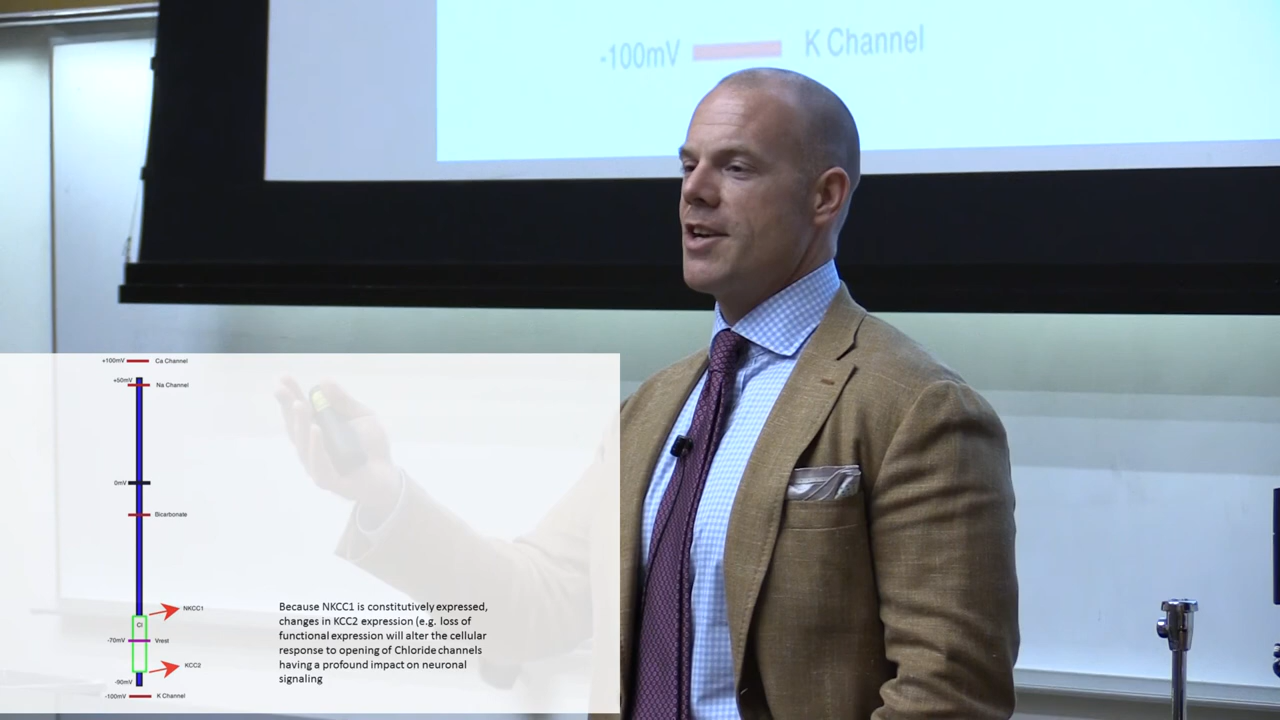 -100mV K Channel
+100mV Ca Channel
+50mV
Na Channel
0mV
Bicarbonate
NKCC1
Cl
-70mV Vrest
KCC2
-90mV
-100mV K Channel
Because NKCC1 is constitutively expressed,
changes in KCC2 expression (e.g. loss of
functional expression will alter the cellular
response to opening of Chloride channels
having a profound impact on neuronal
signaling